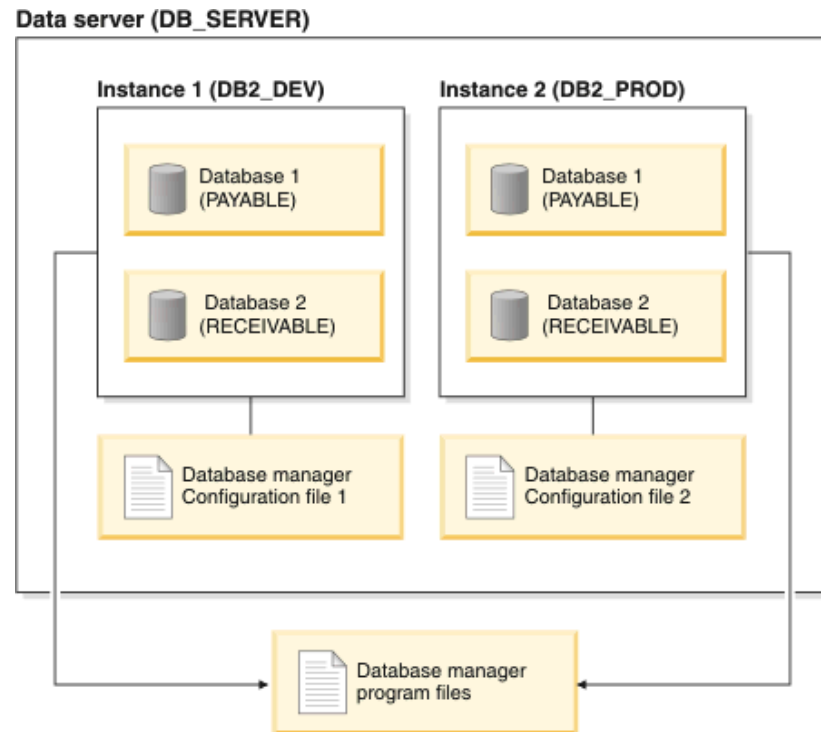 Data server (DB_SERVER)
Instance 1 (DB2_DEV)
Database 1
(PAYABLE)
Database 2
(RECEIVABLE)
Database manager
Configuration file 1
Instance 2 (DB2_PROD)
Database 1
(PAYABLE)
Database 2
(RECEIVABLE)
Database manager
Configuration file 2
Database manager
program files